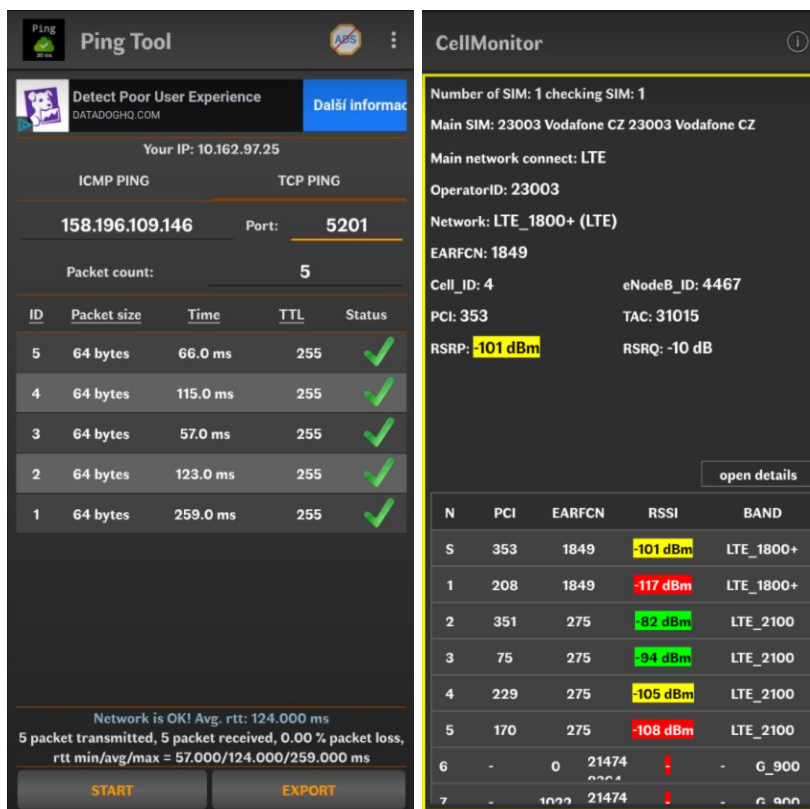 Ping
30 ms
Ping Tool
ADS
Detect Poor User Experience
DATADOGHQ.COM
Další informac
Your IP: 10.162.97.25
ICMP PING TCP PING
158.196.109.146 Port: 5201
Packet count: 5
ID Packet size Time TTL Status
5 64 bytes 66.0 ms 255
4 64 bytes 115.0 ms 255
3 64 bytes 57.0 ms 255
2 64 bytes 123.0 ms 255
1 64 bytes 259.0 ms 255
Network is OK! Avg. rtt: 124.000 ms
5 packet transmitted, 5 packet received, 0.00 % packet loss,
rtt min/avg/max = 57.000/124.000/259.000 ms
START EXPORT
CellMonitor
Number of SIM: 1 checking SIM: 1
Main SIM: 23003 Vodafone CZ 23003 Vodafone CZ
Main network connect: LTE
OperatorID: 23003
Network: LTE_1800+ (LTE)
EARFCN: 1849
Cell_ID: 4 eNodeB_ID: 4467
PCI: 353 TAC: 31015
RSRP: -101 dBm RSRQ: -10 dB
open details
N PCI EARFCN RSSI BAND
S 353 1849 -101 dBm LTE_1800+
1 208 1849 -117 dBm LTE_1800+
2 351 275 -82 dBm LTE_2100
3 75 275 -94 dBm LTE_2100
4 229 275 -105 dBm LTE_2100
5 170 275 -108 dBm LTE_2100
6 - 0 21474 - - G_900
7 - 1022 21474 - - G_900